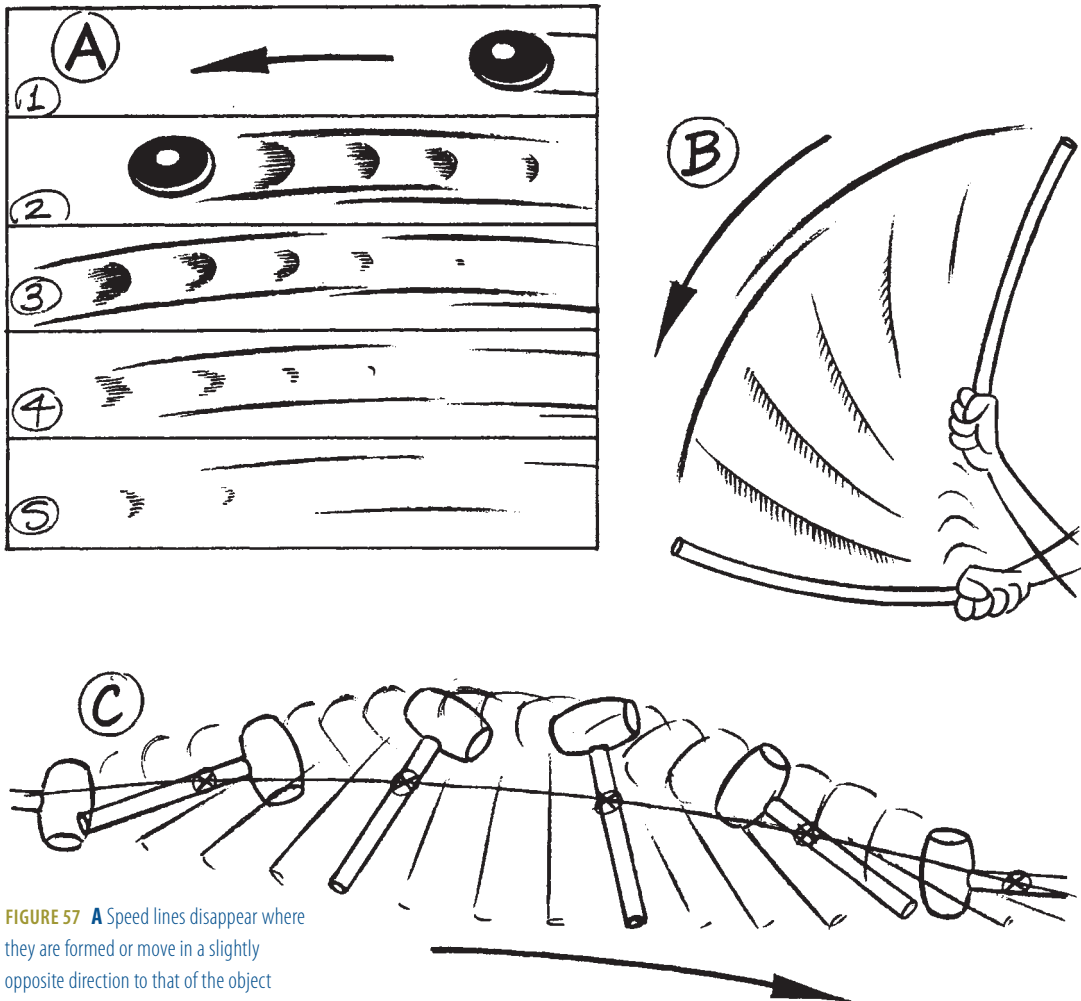 A
1
2
3
4
5
B
C
FIGURE 57 A Speed lines disappear where
they are formed or move in a slightly
opposite direction to that of the object